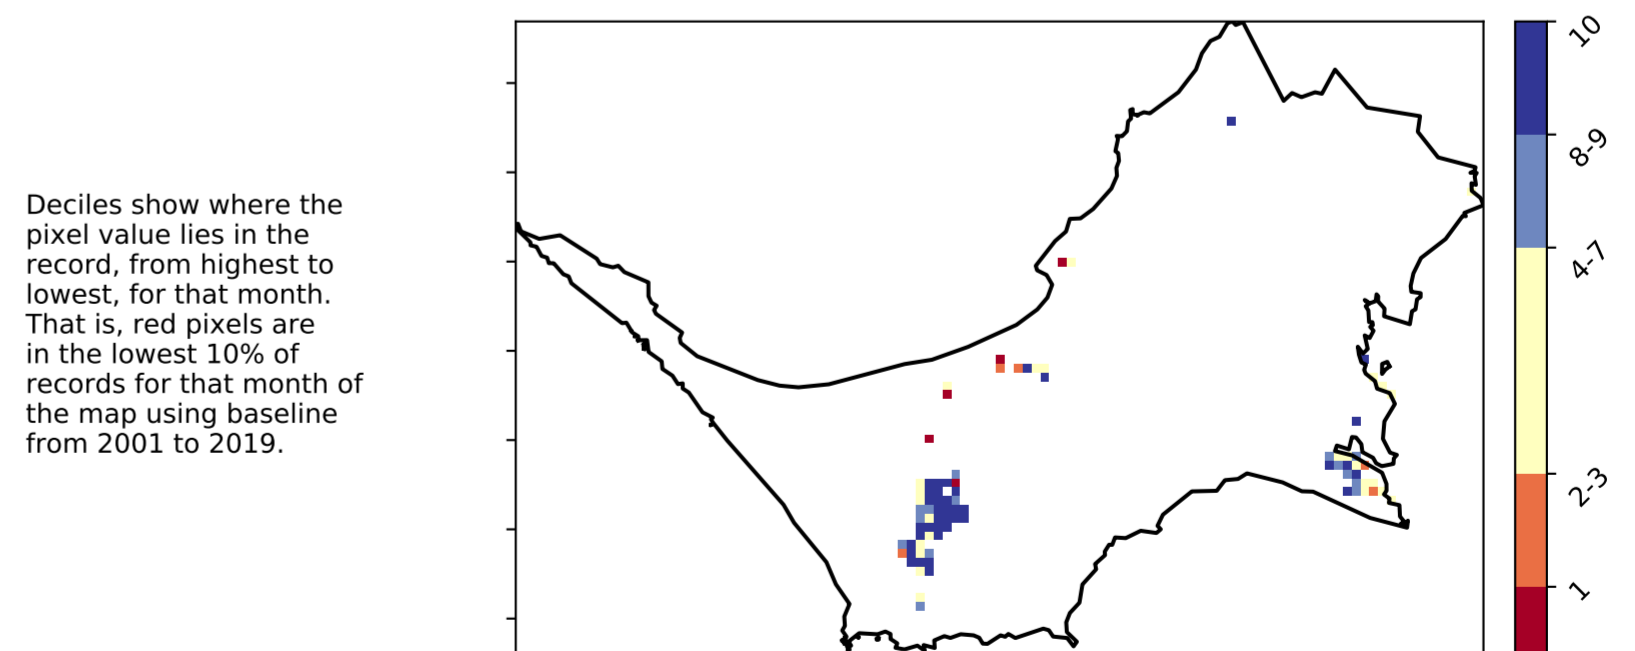 Deciles show where the
pixel value lies in the
record, from highest to
lowest, for that month.
That is, red pixels are
in the lowest 10% of
records for that month of
the map using baseline
from 2001 to 2019.
10
8-9
4-7
2-3
1